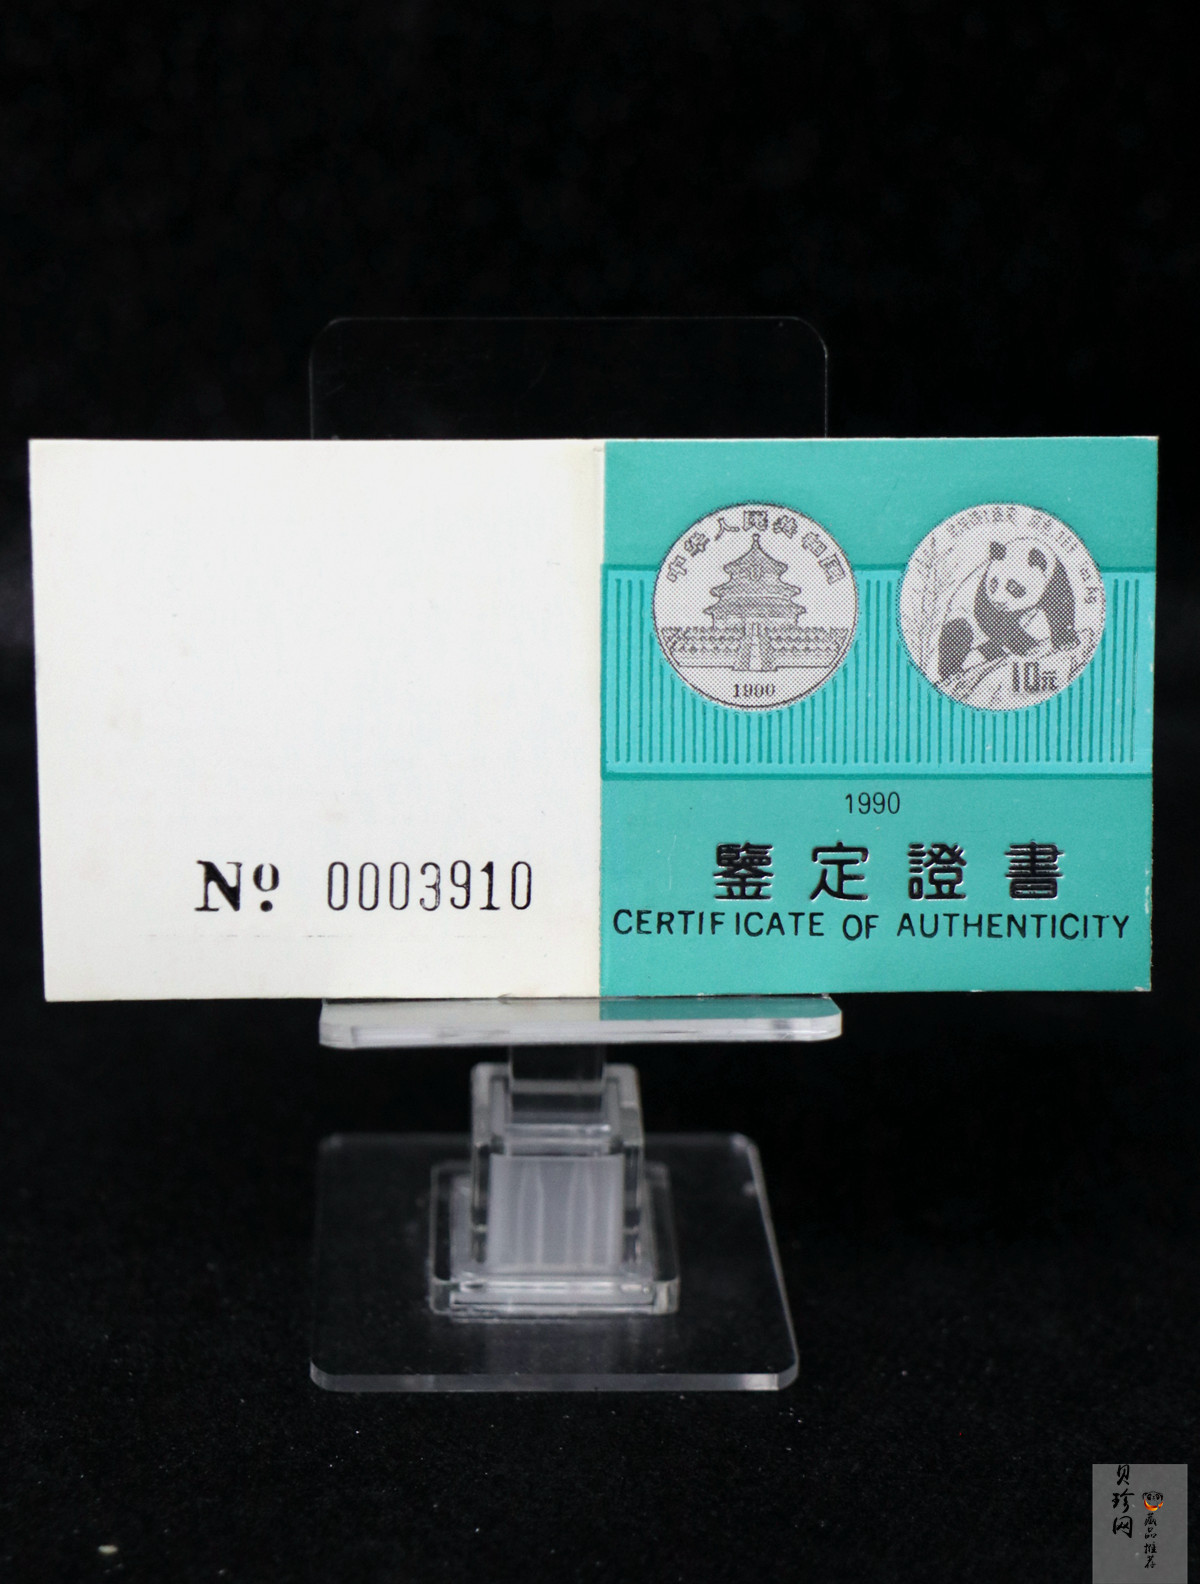 中华人民共和国
1990
10元
1990
鑒定證書
CERTIFICATE OF AUTHENTICITY
No. 0003910
贝珍网
藏品推荐